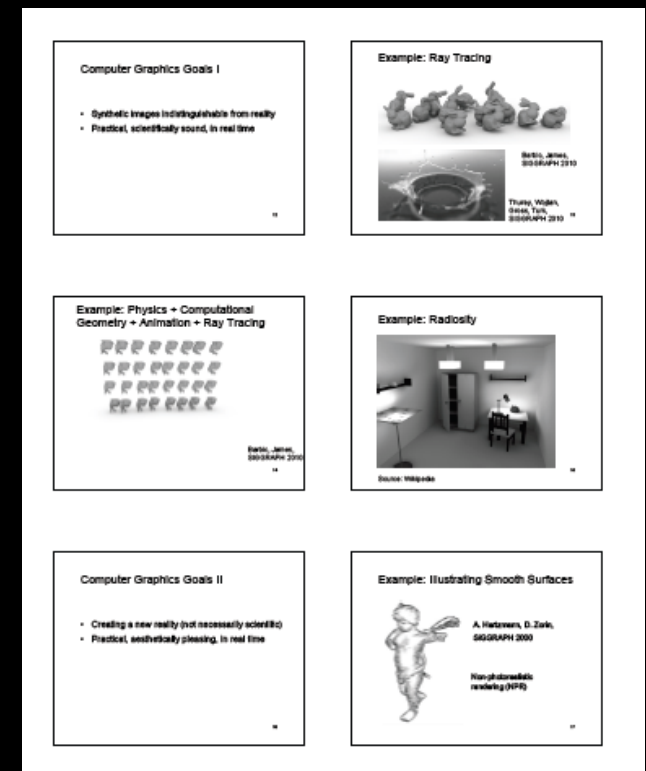 Computer Graphics Goals I
• Synthetic images indistinguishable from reality
• Practical, scientifically sound, in real time
Example: Ray Tracing
Barbic, James,
SIGGRAPH 2010
Thurey, Wojtan,
Gross, Turk,
SIGGRAPH 2010
Example: Physics + Computational
Geometry + Animation + Ray Tracing
Barbic, James,
SIGGRAPH 2010
Example: Radiosity
Source: Wikipedia
Computer Graphics Goals II
• Creating a new reality (not necessarily scientific)
• Practical, aesthetically pleasing, in real time
Example: Illustrating Smooth Surfaces
A. Hertzmann, D. Zorin,
SIGGRAPH 2000
Non-photorealistic
rendering (NPR)
17